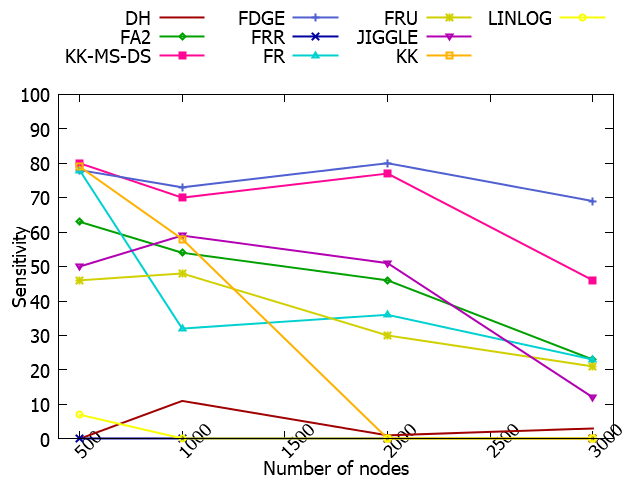 DH FDGE FRU LINLOG
FA2 FRR JIGGLE
KK-MS-DS FR KK
100
90
80
70
60
50
40
30
20
10
0
Sensitivity
500 1000 1500 2000 2500 3000
Number of nodes